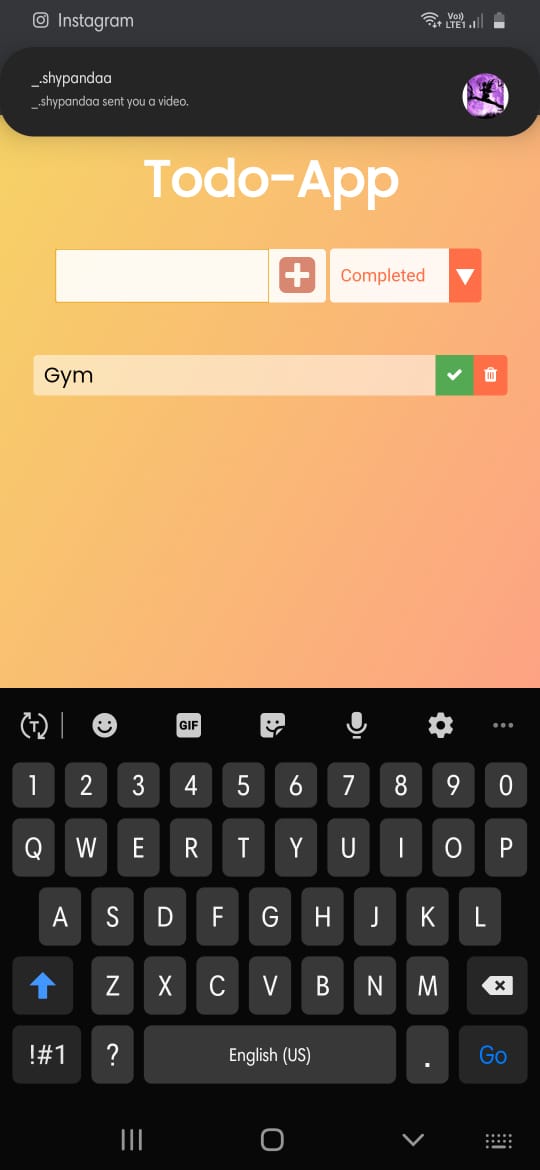 Instagram
Vo))
LTE1
_.shypandaa
_.shypandaa sent you a video.
Todo-App
Completed
Gym
T
GIF
1 2 3 4 5 6 7 8 9 0
Q W E R T Y U I O P
A S D F G H J K L
Z X C V B N M
!#1 ? English (US) . Go